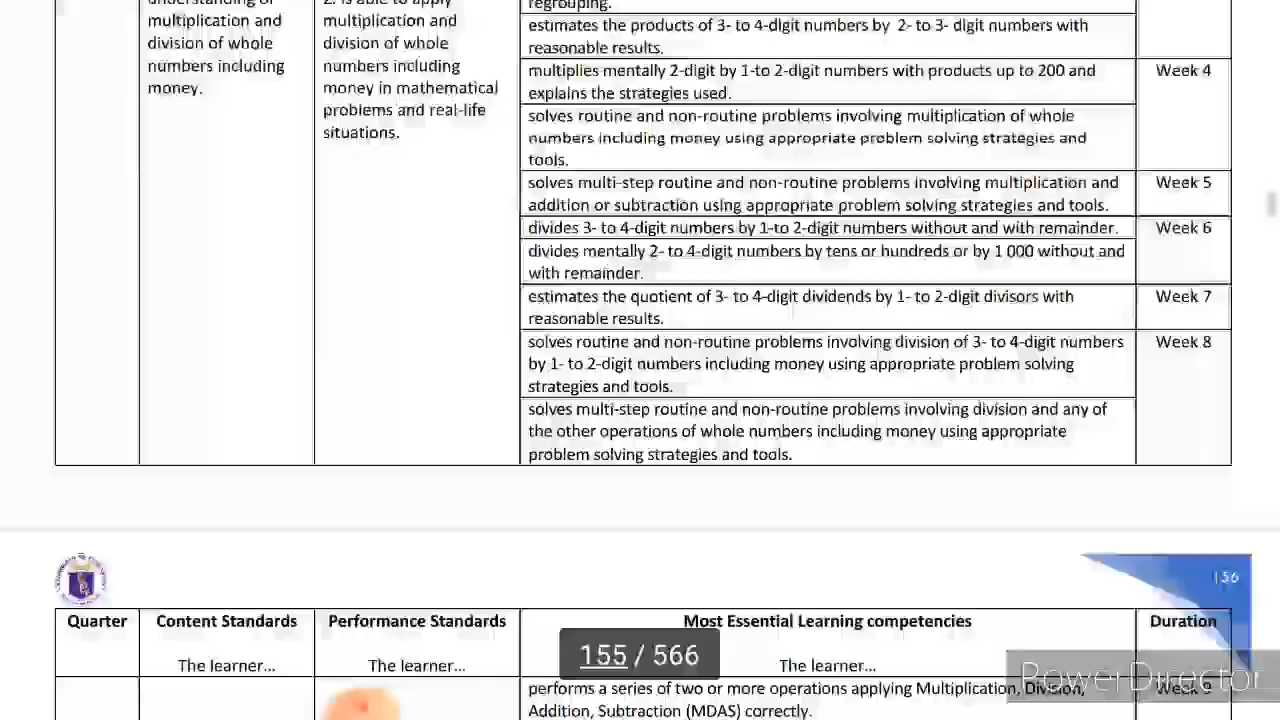 understanding of
multiplication and
division of whole
numbers including
money.
2. is able to apply
multiplication and
division of whole
numbers including
money in mathematical
problems and real-life
situations.
regrouping.
estimates the products of 3- to 4-digit numbers by 2- to 3- digit numbers with
reasonable results.
multiplies mentally 2-digit by 1-to 2-digit numbers with products up to 200 and
explains the strategies used.
Week 4
solves routine and non-routine problems involving multiplication of whole
numbers including money using appropriate problem solving strategies and
tools.
solves multi-step routine and non-routine problems involving multiplication and
addition or subtraction using appropriate problem solving strategies and tools.
Week 5
divides 3- to 4-digit numbers by 1-to 2-digit numbers without and with remainder.
Week 6
divides mentally 2- to 4-digit numbers by tens or hundreds or by 1 000 without and
with remainder.
estimates the quotient of 3- to 4-digit dividends by 1- to 2-digit divisors with
reasonable results.
Week 7
solves routine and non-routine problems involving division of 3- to 4-digit numbers
by 1- to 2-digit numbers including money using appropriate problem solving
strategies and tools.
Week 8
solves multi-step routine and non-routine problems involving division and any of
the other operations of whole numbers including money using appropriate
problem solving strategies and tools.
156
Quarter
Content Standards
The learner...
Performance Standards
The learner...
Most Essential Learning competencies
The learner...
Duration
155 / 566
PowerDirector
performs a series of two or more operations applying Multiplication, Division,
Addition, Subtraction (MDAS) correctly.
Week